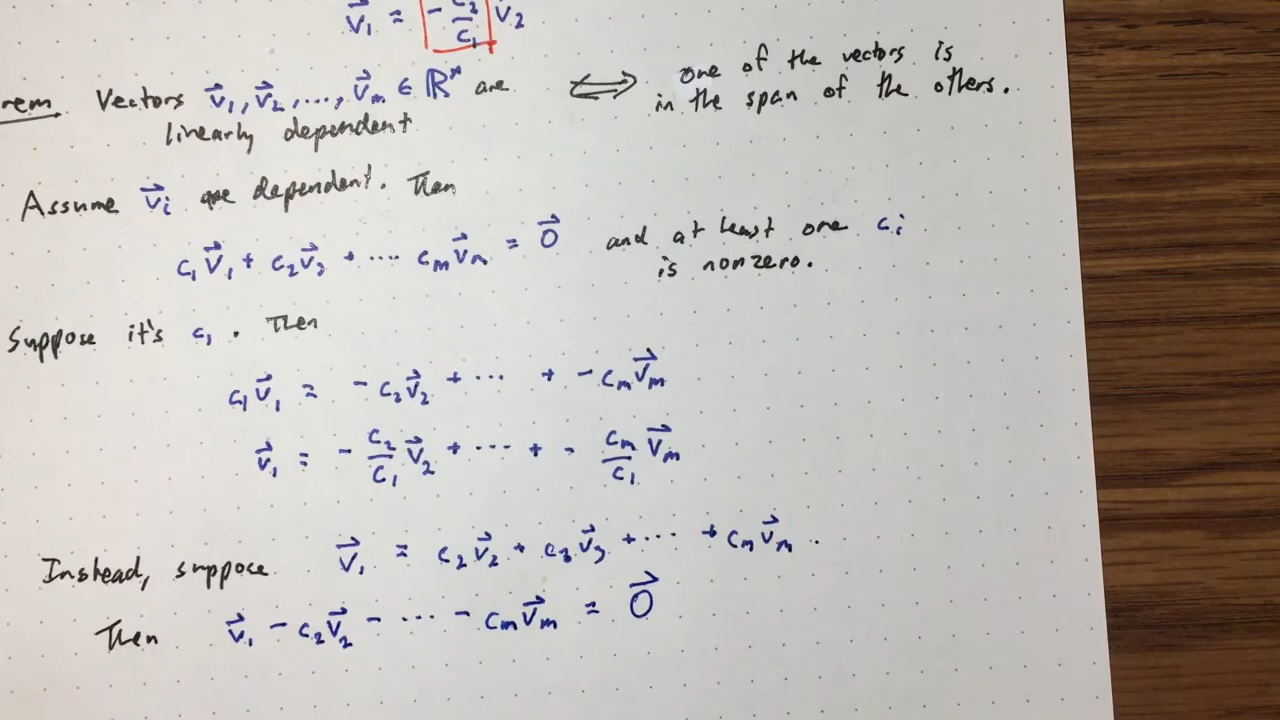 v⃗₁ = -c₂/c₁ v⃗₂
rem. Vectors v⃗₁, v⃗₂, ..., v⃗ₘ ∈ ℝⁿ are ⟺ one of the vectors is
linearly dependent in the span of the others.
Assume v⃗ᵢ are dependent. Then
c₁v⃗₁ + c₂v⃗₂ + .... cₘv⃗ₘ = 0⃗ and at least one cᵢ
is nonzero.
Suppose it's c₁. Then
c₁v⃗₁ = -c₂v⃗₂ + ... + -cₘv⃗ₘ
v⃗₁ = -c₂/c₁ v⃗₂ + ... + - cₘ/c₁ v⃗ₘ
Instead, suppose v⃗₁ = c₂v⃗₂ + c₃v⃗₃ + ... + cₘv⃗ₘ.
Then v⃗₁ - c₂v⃗₂ - ... - cₘv⃗ₘ = 0⃗